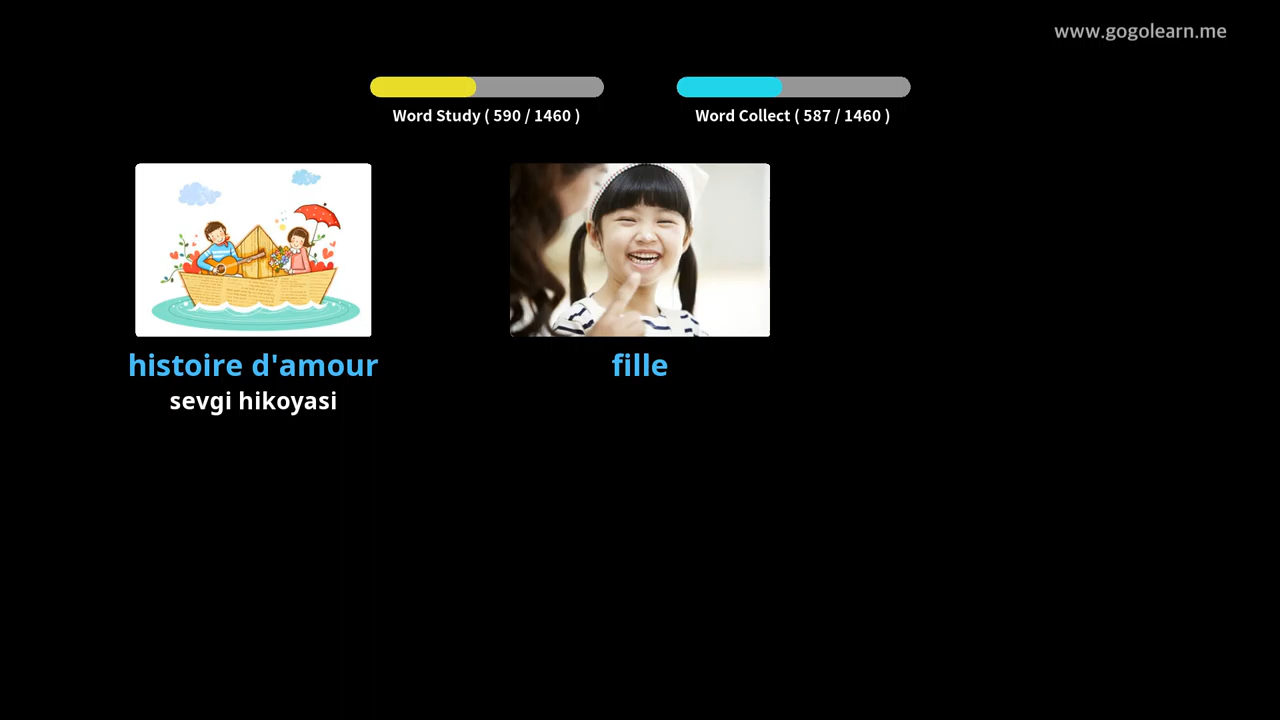 www.gogolearn.me
Word Study ( 590 / 1460 )
Word Collect ( 587 / 1460 )
histoire d'amour
fille
sevgi hikoyasi